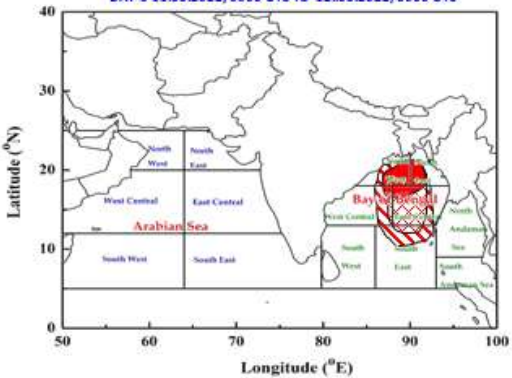 40
30
20
10
0
Latitude (°N)
North
West
North
East
West Central
East Central
Arabian Sea
South West
South East
Bay of Bengal
West Central
South
West
South
East
North
Andaman
Sea
South
Andaman Sea
50
60
70
80
90
100
Longitude (°E)